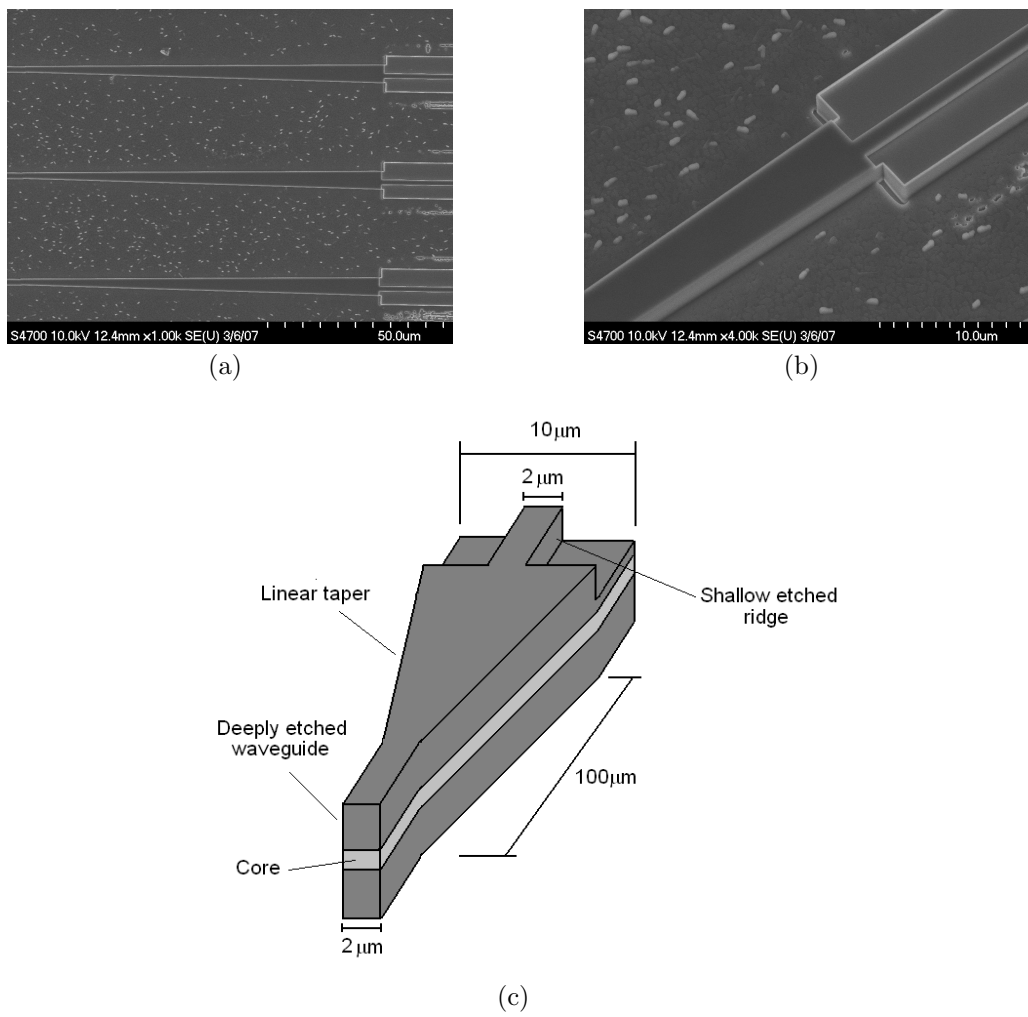 S4700 10.0kV 12.4mm x1.00k SE(U) 3/6/07 50.0um
S4700 10.0kV 12.4mm x4.00k SE(U) 3/6/07 10.0um
(a)
(b)
10μm
2μm
Linear taper
Shallow etched
ridge
Deeply etched
waveguide
100μm
Core
2μm
(c)